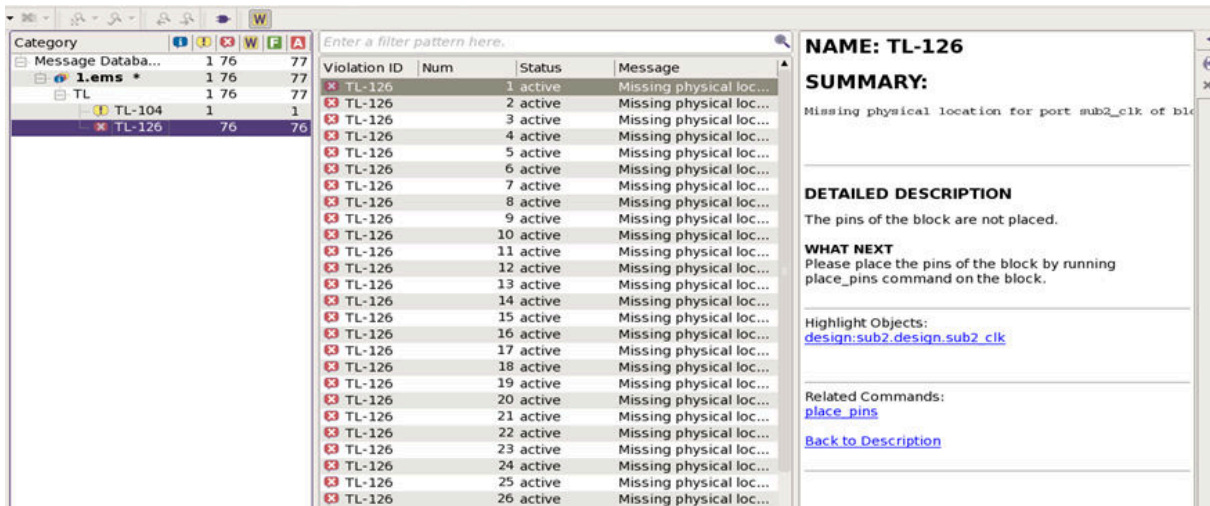 W
Category W F A
Message Databa... 1 76 77
1.ems * 1 76 77
TL 1 76 77
TL-104 1 1
TL-126 76 76
Enter a filter pattern here.
Violation ID Num Status Message
TL-126 1 active Missing physical loc...
TL-126 2 active Missing physical loc...
TL-126 3 active Missing physical loc...
TL-126 4 active Missing physical loc...
TL-126 5 active Missing physical loc...
TL-126 6 active Missing physical loc...
TL-126 7 active Missing physical loc...
TL-126 8 active Missing physical loc...
TL-126 9 active Missing physical loc...
TL-126 10 active Missing physical loc...
TL-126 11 active Missing physical loc...
TL-126 12 active Missing physical loc...
TL-126 13 active Missing physical loc...
TL-126 14 active Missing physical loc...
TL-126 15 active Missing physical loc...
TL-126 16 active Missing physical loc...
TL-126 17 active Missing physical loc...
TL-126 18 active Missing physical loc...
TL-126 19 active Missing physical loc...
TL-126 20 active Missing physical loc...
TL-126 21 active Missing physical loc...
TL-126 22 active Missing physical loc...
TL-126 23 active Missing physical loc...
TL-126 24 active Missing physical loc...
TL-126 25 active Missing physical loc...
TL-126 26 active Missing physical loc...
NAME: TL-126
SUMMARY:
Missing physical location for port sub2_clk of blo
DETAILED DESCRIPTION
The pins of the block are not placed.
WHAT NEXT
Please place the pins of the block by running
place_pins command on the block.
Highlight Objects:
design:sub2.design.sub2_clk
Related Commands:
place_pins
Back to Description